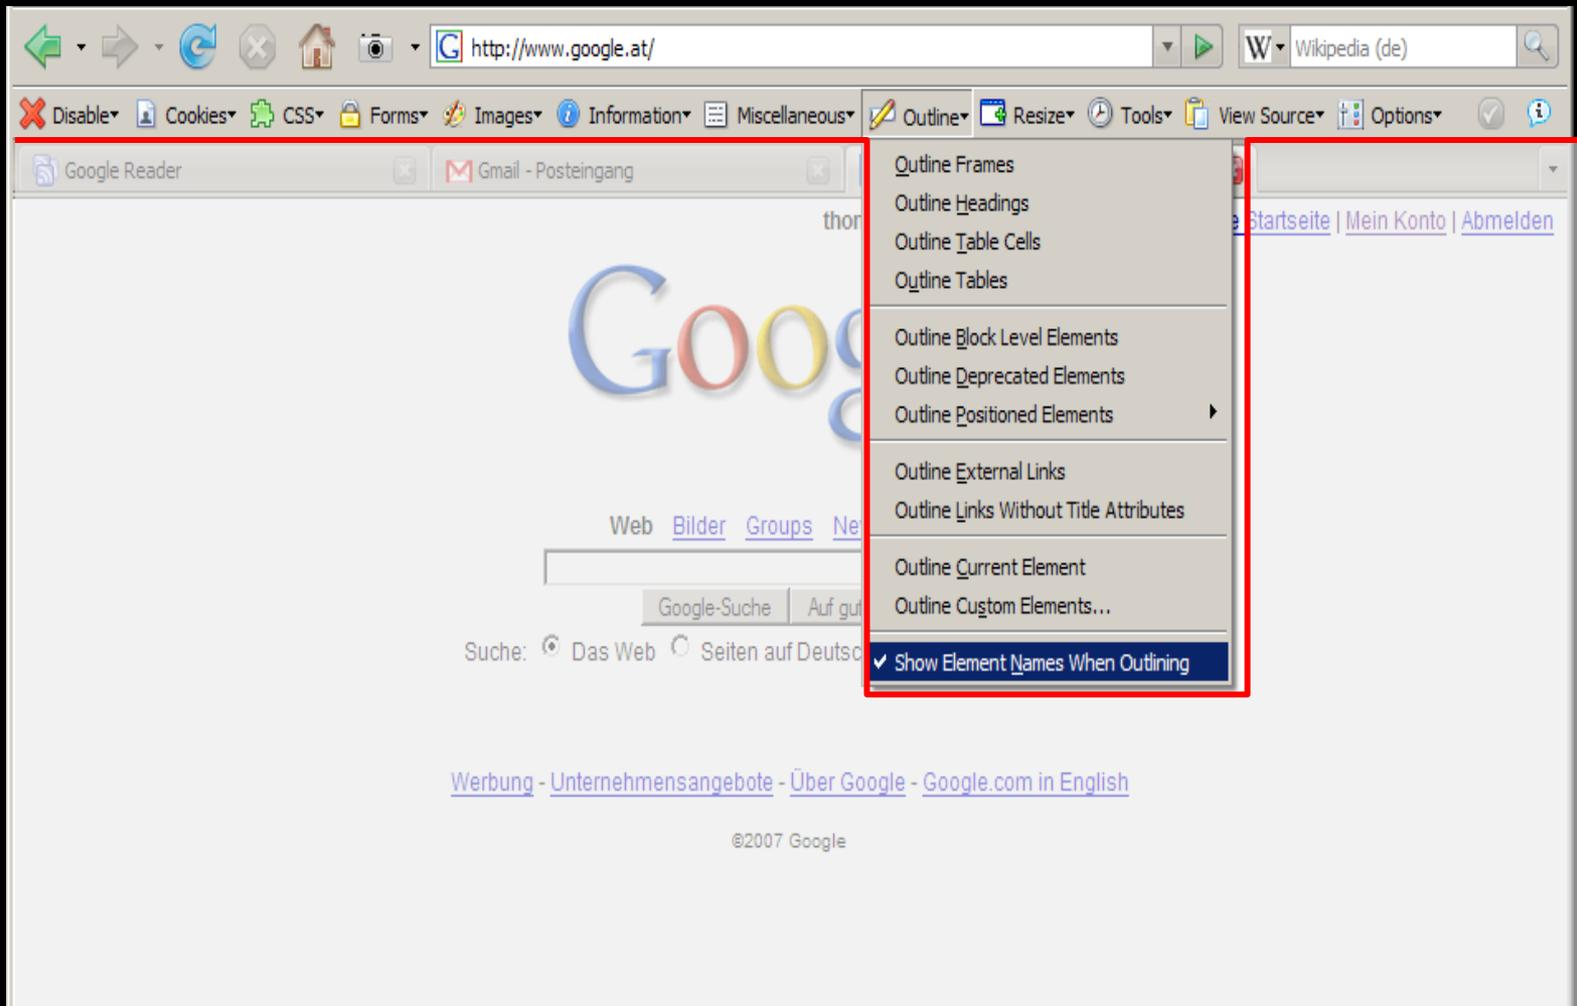 http://www.google.at/ W Wikipedia (de)
Disable Cookies CSS Forms Images Information Miscellaneous Outline Resize Tools View Source Options
Google Reader Gmail - Posteingang
Startseite | Mein Konto | Abmelden
Outline Frames
Outline Headings
Outline Table Cells
Outline Tables
Outline Block Level Elements
Outline Deprecated Elements
Outline Positioned Elements
Outline External Links
Outline Links Without Title Attributes
Outline Current Element
Outline Custom Elements...
Show Element Names When Outlining
Web Bilder Groups
Google-Suche Auf
Suche: Das Web Seiten auf
Werbung - Unternehmensangebote - Über Google - Google.com in English
©2007 Google